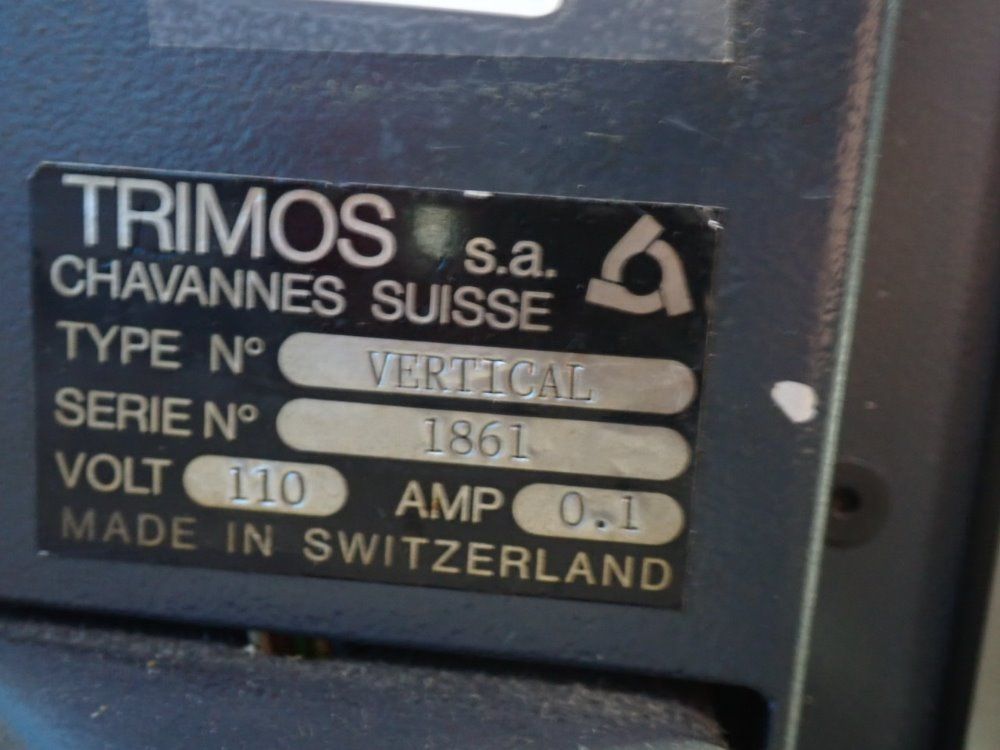 TRIMOS s.a.
CHAVANNES SUISSE
TYPE N° VERTICAL
SERIE N° 1861
VOLT 110 AMP 0.1
MADE IN SWITZERLAND